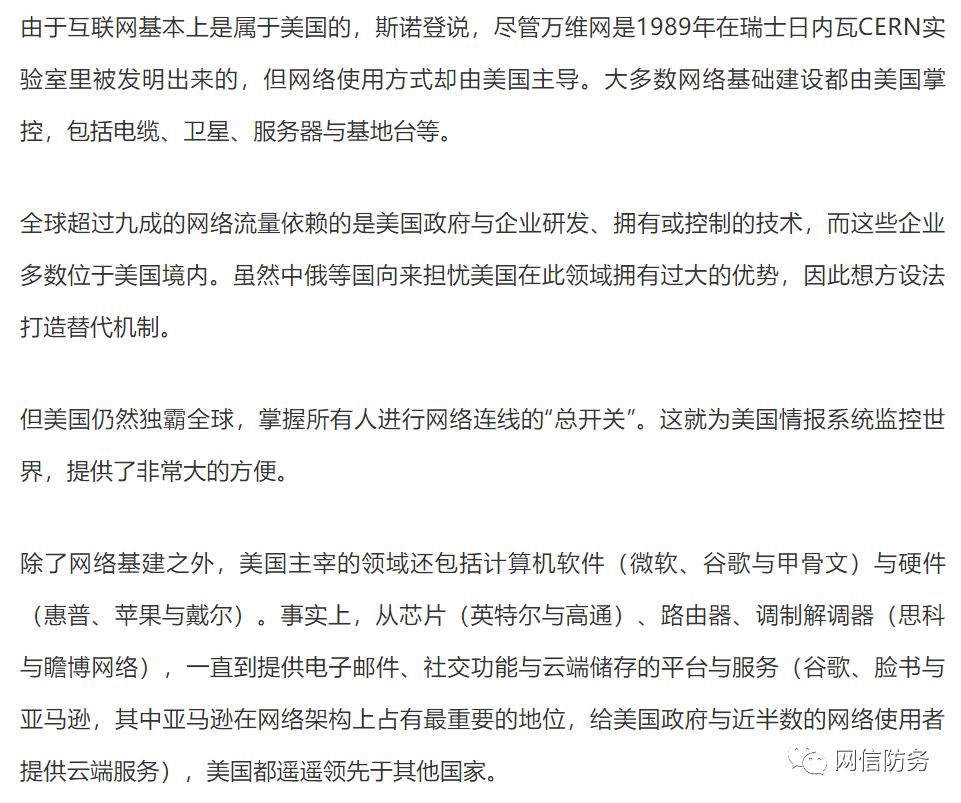 由于互联网基本上是属于美国的，斯诺登说，尽管万维网是1989年在瑞士日内瓦CERN实
验室里被发明出来的，但网络使用方式却由美国主导。大多数网络基础建设都由美国掌
控，包括电缆、卫星、服务器与基地台等。
全球超过九成的网络流量依赖的是美国政府与企业研发、拥有或控制的技术，而这些企业
多数位于美国境内。虽然中俄等国向来担忧美国在此领域拥有过大的优势，因此想方设法
打造替代机制。
但美国仍然独霸全球，掌握所有人进行网络连线的“总开关”。这就为美国情报系统监控世
界，提供了非常大的方便。
除了网络基建之外，美国主宰的领域还包括计算机软件（微软、谷歌与甲骨文）与硬件
（惠普、苹果与戴尔）。事实上，从芯片（英特尔与高通）、路由器、调制解调器（思科
与瞻博网络），一直到提供电子邮件、社交功能与云端储存的平台与服务（谷歌、脸书与
亚马逊，其中亚马逊在网络架构上占有最重要的地位，给美国政府与近半数的网络使用者
提供云端服务），美国都遥遥领先于其他国家。
网信防务